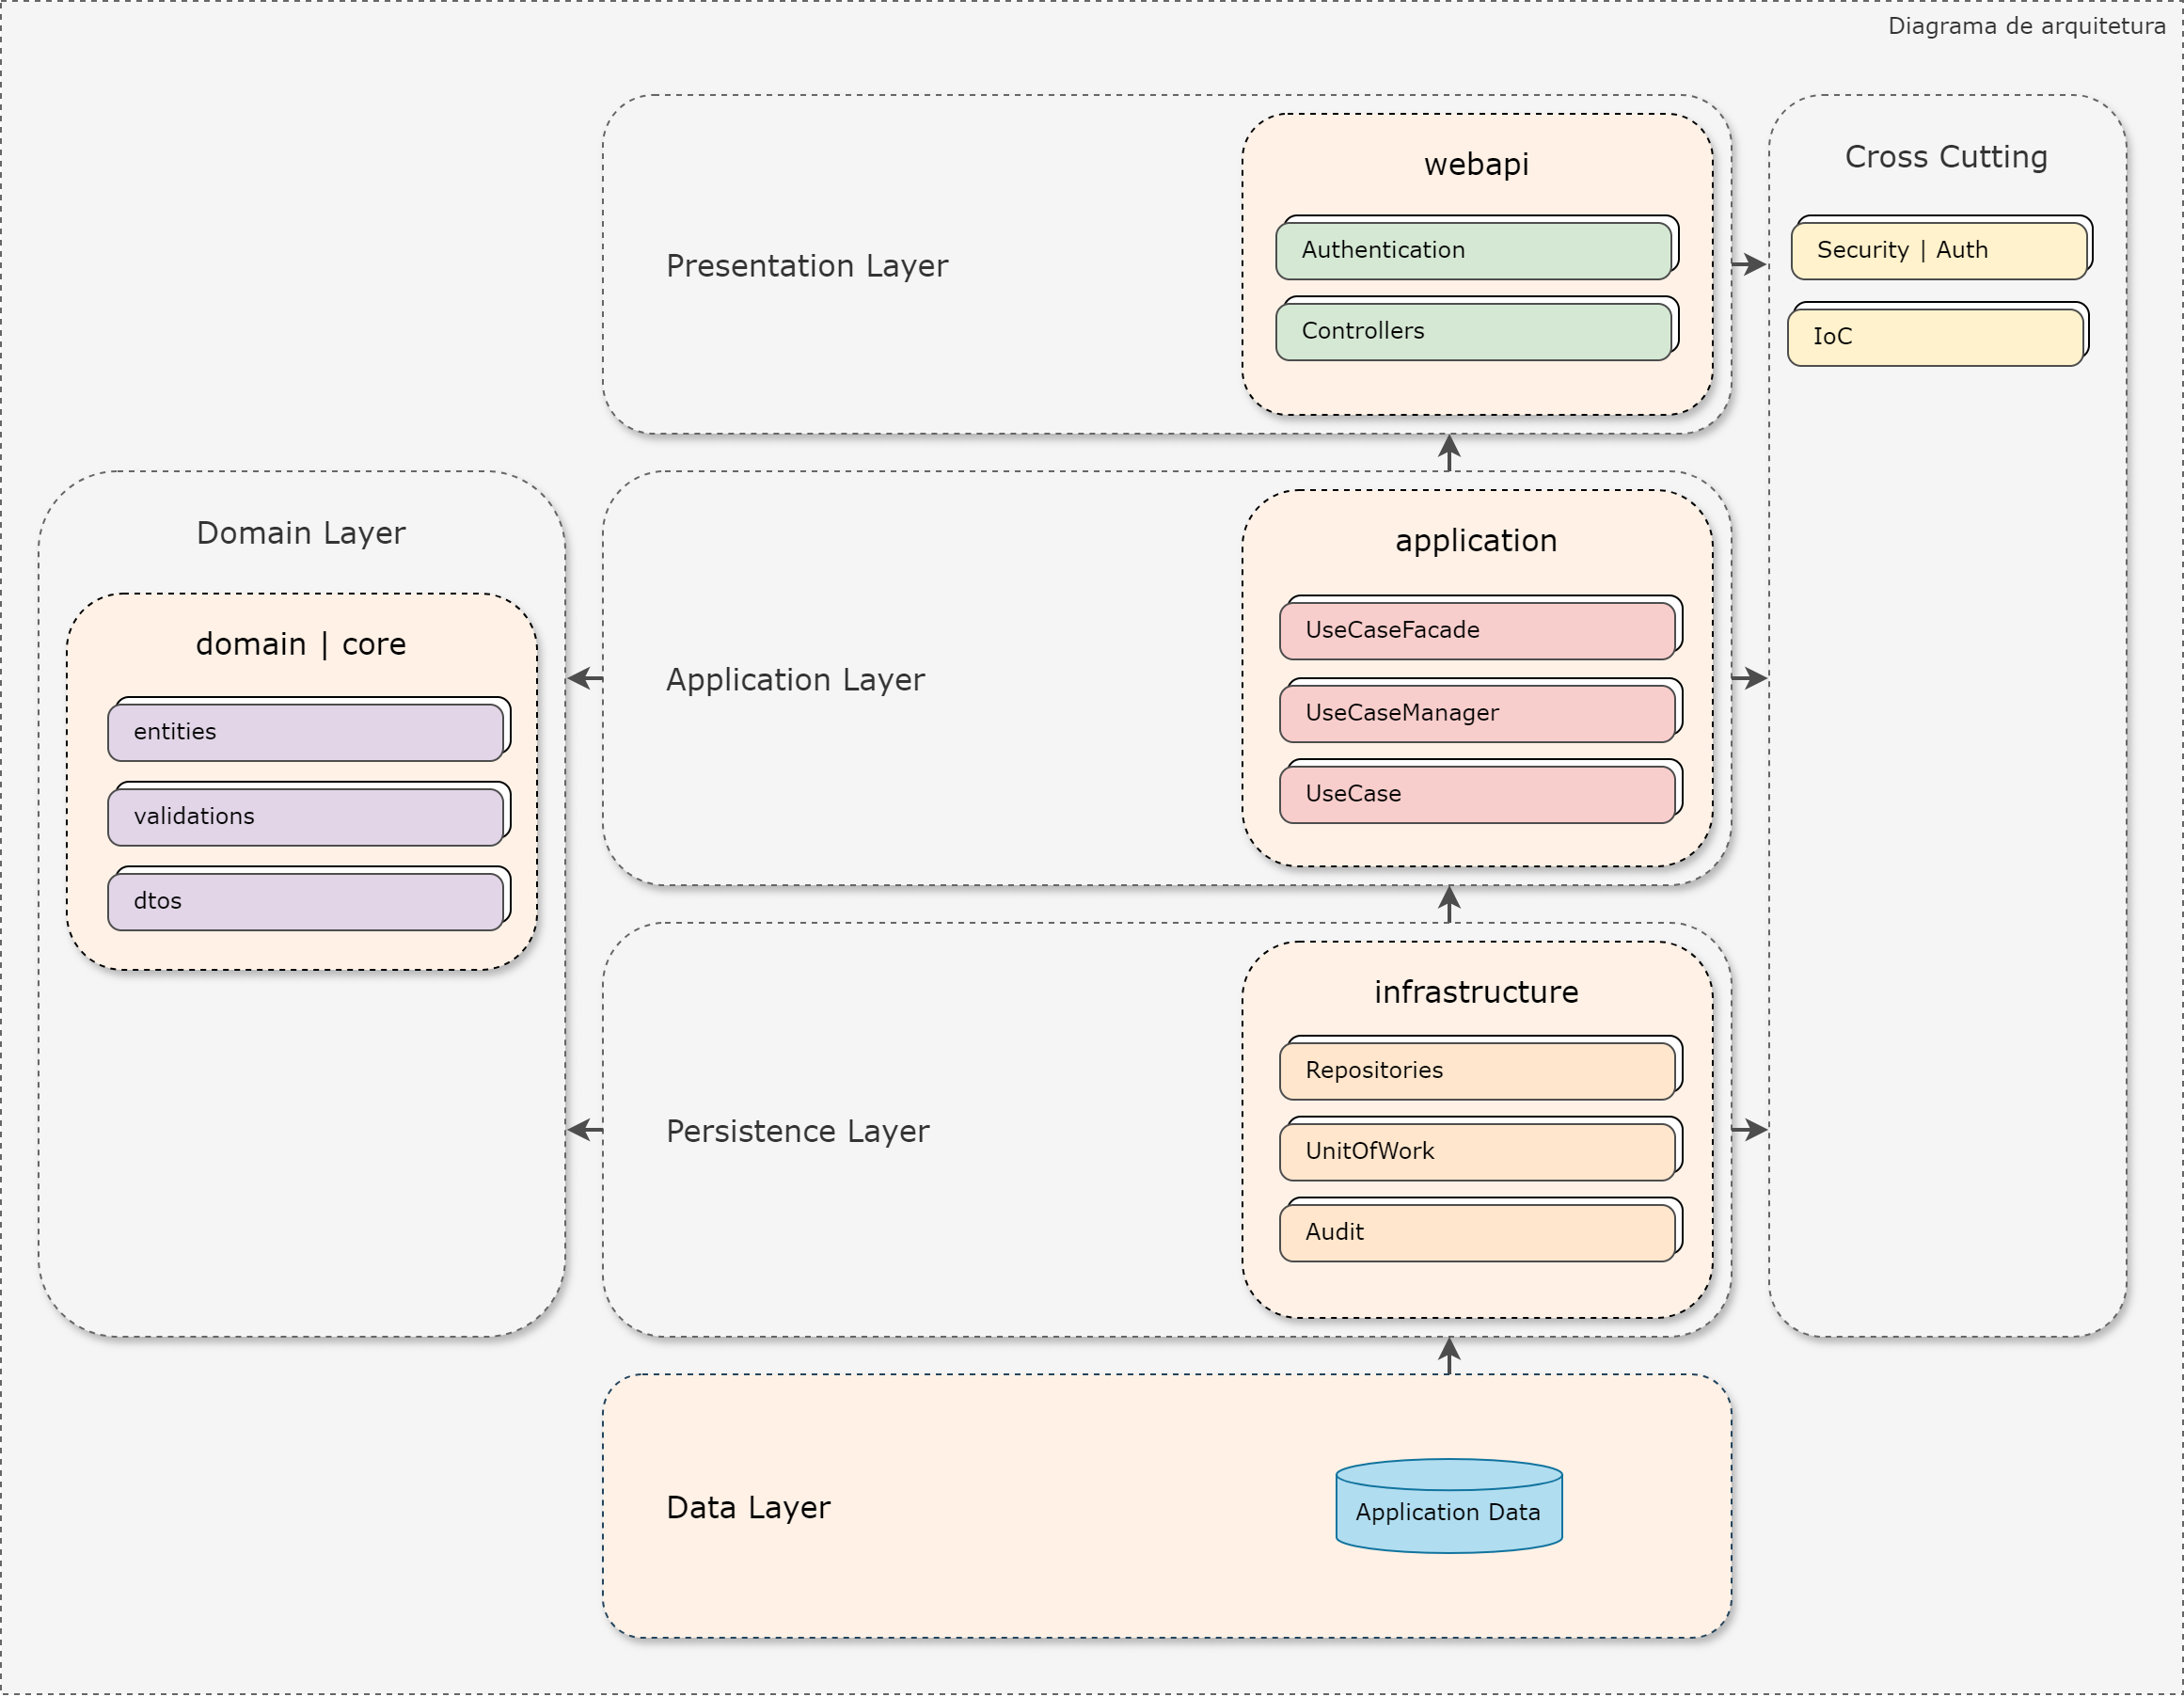 Diagrama de arquitetura
Presentation Layer
webapi
Authentication
Controllers
Cross Cutting
Security | Auth
IoC
Domain Layer
domain | core
entities
validations
dtos
Application Layer
application
UseCaseFacade
UseCaseManager
UseCase
Persistence Layer
infrastructure
Repositories
UnitOfWork
Audit
Data Layer
Application Data